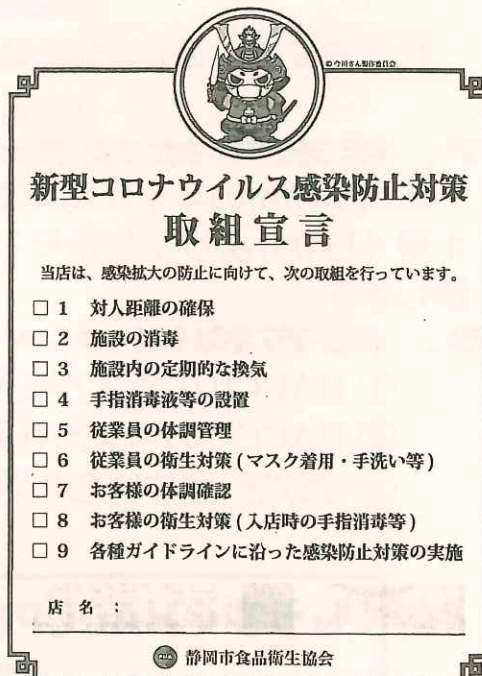 ©今川さん製作委員会
新型コロナウイルス感染防止対策
取組宣言
当店は、感染拡大の防止に向けて、次の取組を行っています。
□ 1 対人距離の確保
□ 2 施設の消毒
□ 3 施設内の定期的な換気
□ 4 手指消毒液等の設置
□ 5 従業員の体調管理
□ 6 従業員の衛生対策(マスク着用・手洗い等)
□ 7 お客様の体調確認
□ 8 お客様の衛生対策(入店時の手指消毒等)
□ 9 各種ガイドラインに沿った感染防止対策の実施
店 名 :
静岡市食品衛生協会